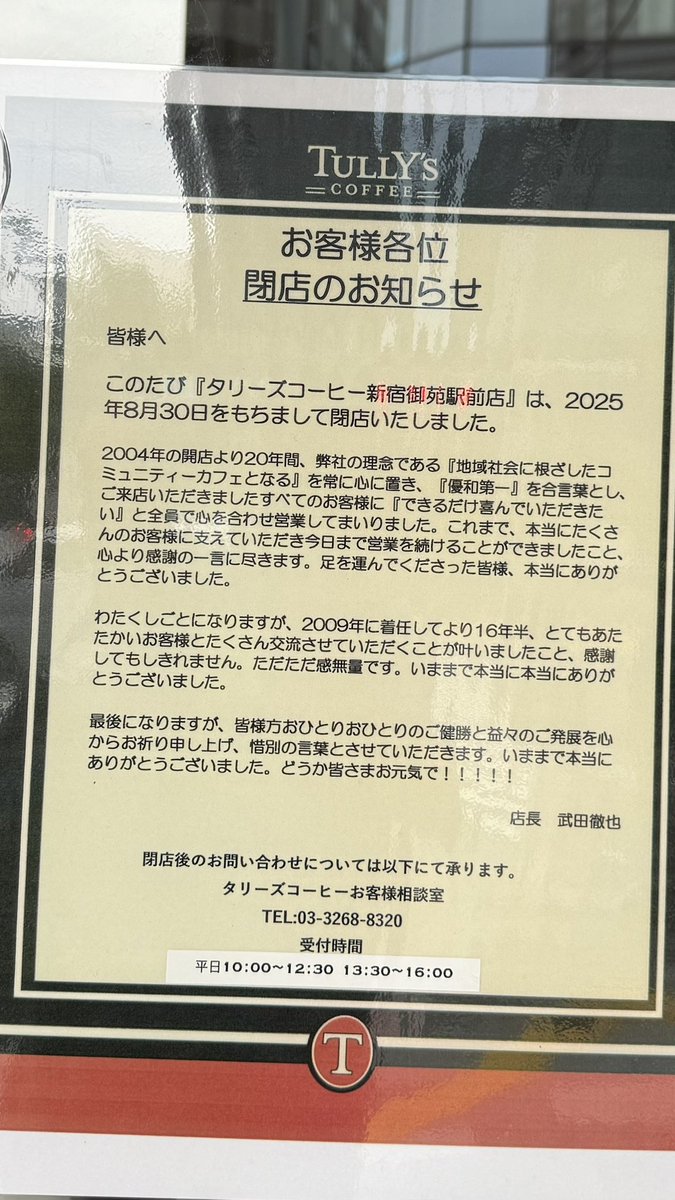 TULLY'S
COFFEE
お客様各位
閉店のお知らせ
皆様へ
このたび『タリーズコーヒー新宿御苑駅前店』は、2025
年8月30日をもちまして閉店いたしました。
2004年の開店より20年間、弊社の理念である『地域社会に根ざしたコ
ミュニティーカフェとなる』を常に心に置き、『優和第一』を合言葉とし、
ご来店いただきましたすべてのお客様に『できるだけ喜んでいただきた
い』と全員で心を合わせ営業してまいりました。これまで、本当にたくさ
んのお客様に支えていただき今日まで営業を続けることができましたこと、
心より感謝の一言に尽きます。足を運んでくださった皆様、本当にありが
とうございました。
わたくしごとになりますが、2009年に着任してより16年半、とてもあた
たかいお客様とたくさん交流させていただくことが叶いましたこと、感謝
してもしきれません。ただただ感無量です。いままで本当に本当にありが
とうございました。
最後になりますが、皆様方おひとりおひとりのご健勝と益々のご発展を心
からお祈り申し上げ、惜別の言葉とさせていただきます。いままで本当に
ありがとうございました。どうか皆さまお元気で！！！！！
店長　武田徹也
閉店後のお問い合わせについては以下にて承ります。
タリーズコーヒーお客様相談室
TEL:03-3268-8320
受付時間
平日10:00～12:30 13:30～16:00
T